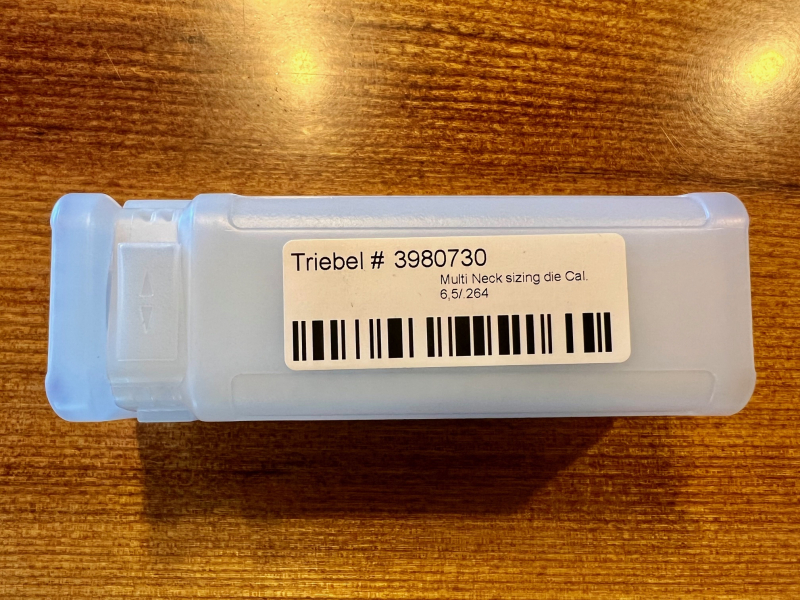 Triebel # 3980730
Multi Neck sizing die Cal.
6,5/.264